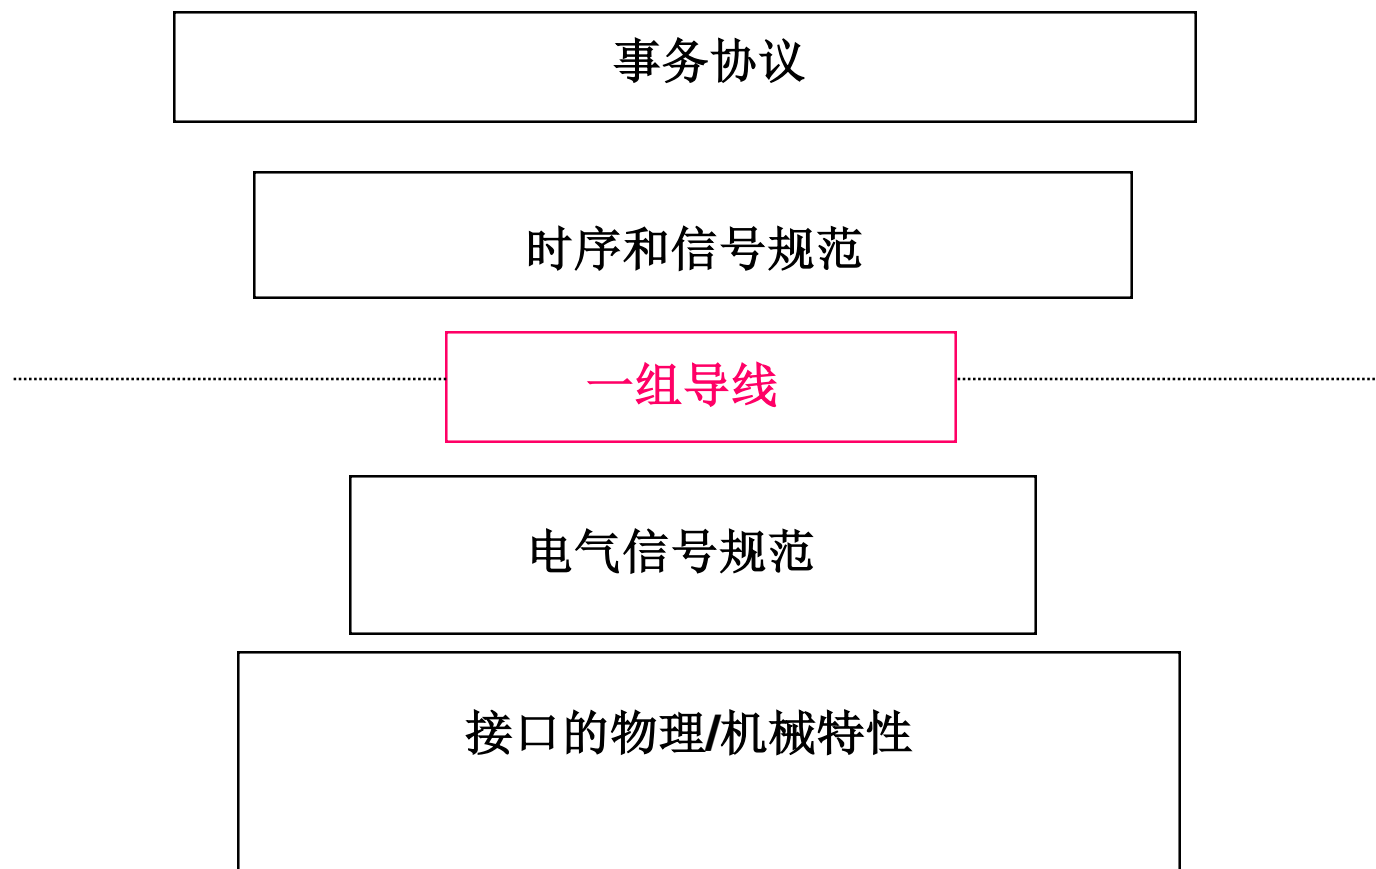 事务协议
时序和信号规范
一组导线
电气信号规范
接口的物理/机械特性